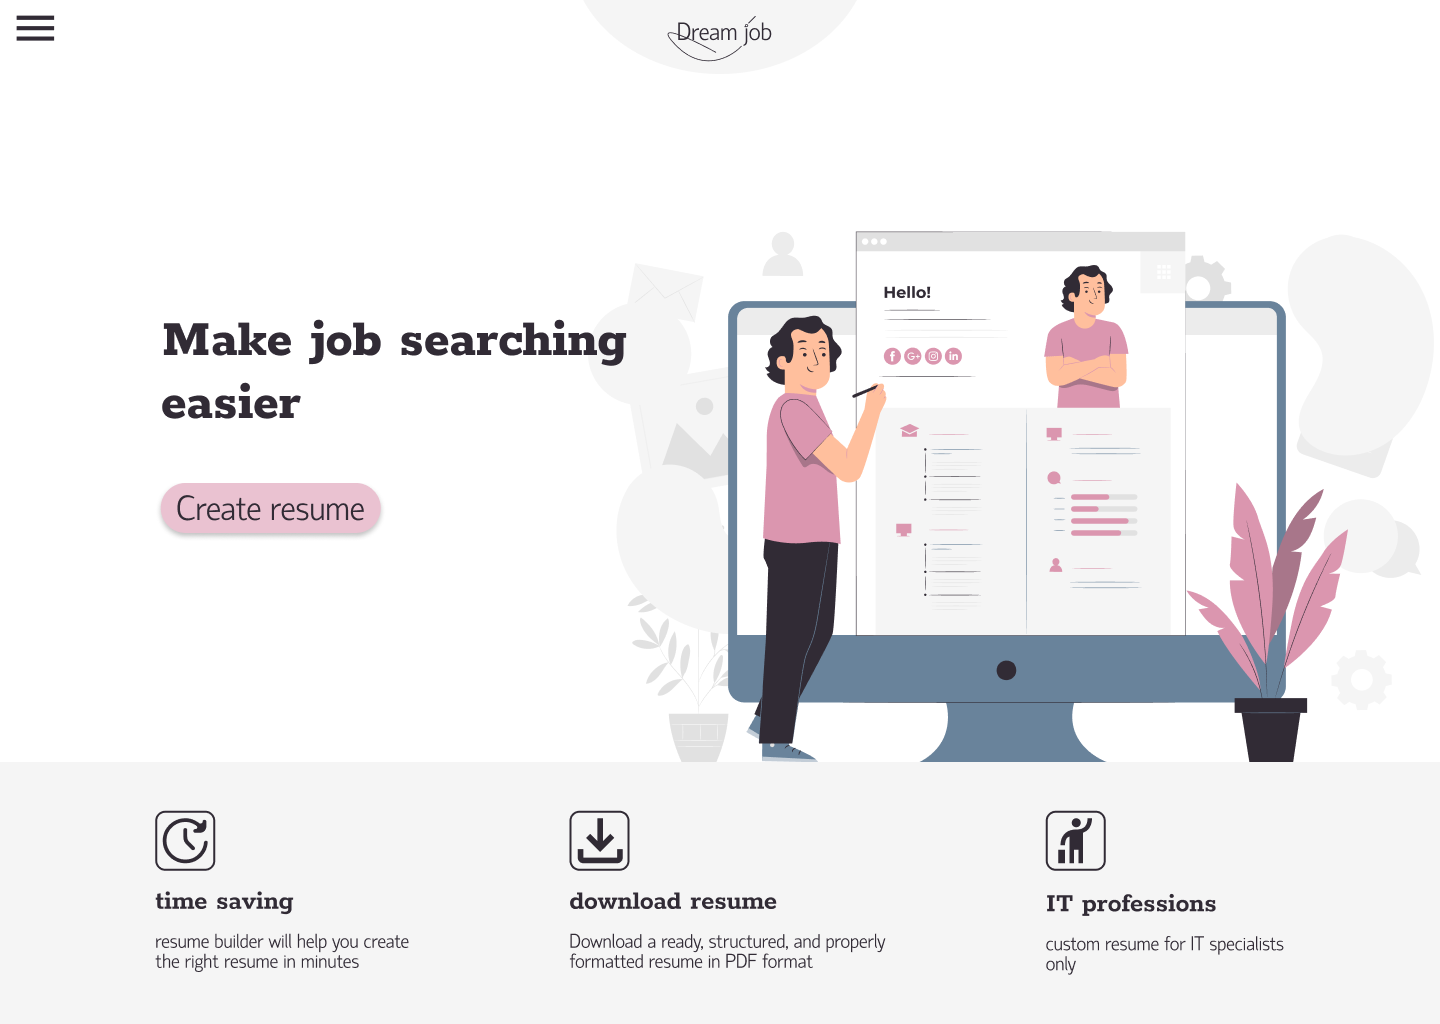 Dream job
Hello!
G+
in
Make job searching
easier
Create resume
time saving
resume builder will help you create
the right resume in minutes
download resume
Download a ready, structured, and properly
formatted resume in PDF format
IT professions
custom resume for IT specialists
only